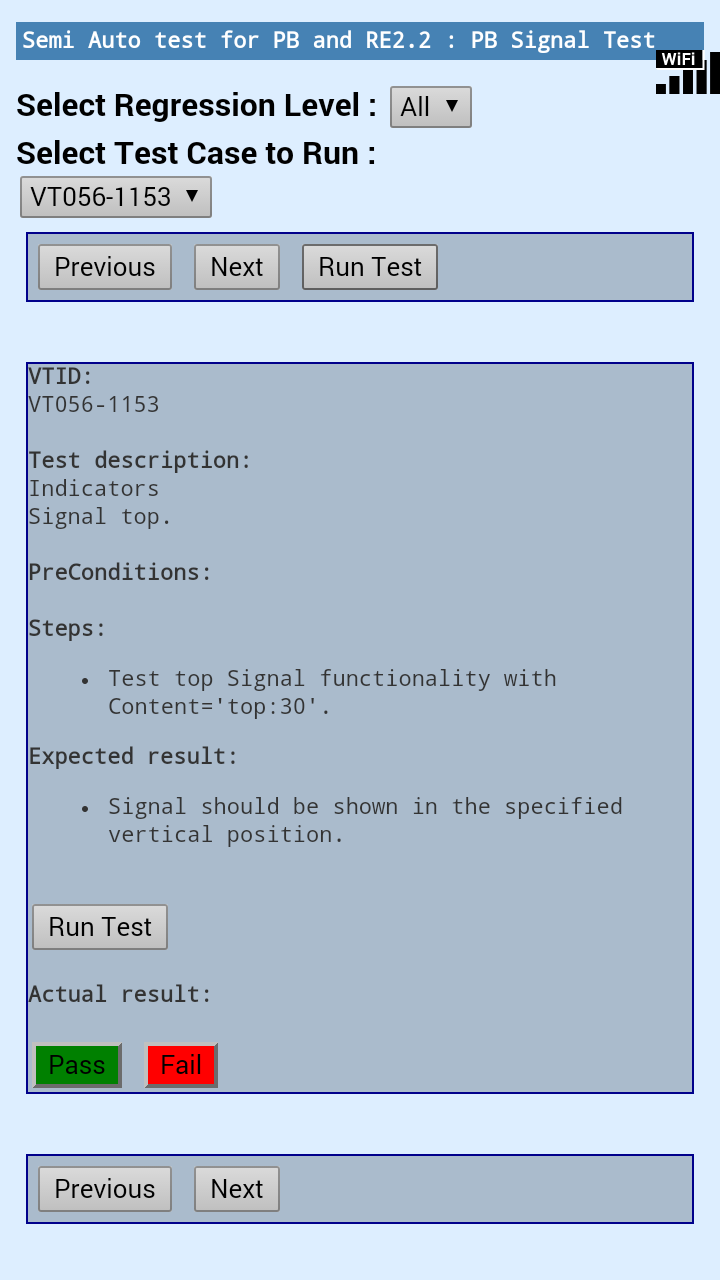 Semi Auto test for PB and RE2.2 : PB Signal Test
WiFi
Select Regression Level : All
Select Test Case to Run :
VT056-1153
Previous Next Run Test
VTID:
VT056-1153
Test description:
Indicators
Signal top.
PreConditions:
Steps:
• Test top Signal functionality with
Content='top:30'.
Expected result:
• Signal should be shown in the specified
vertical position.
Run Test
Actual result:
Pass Fail
Previous Next